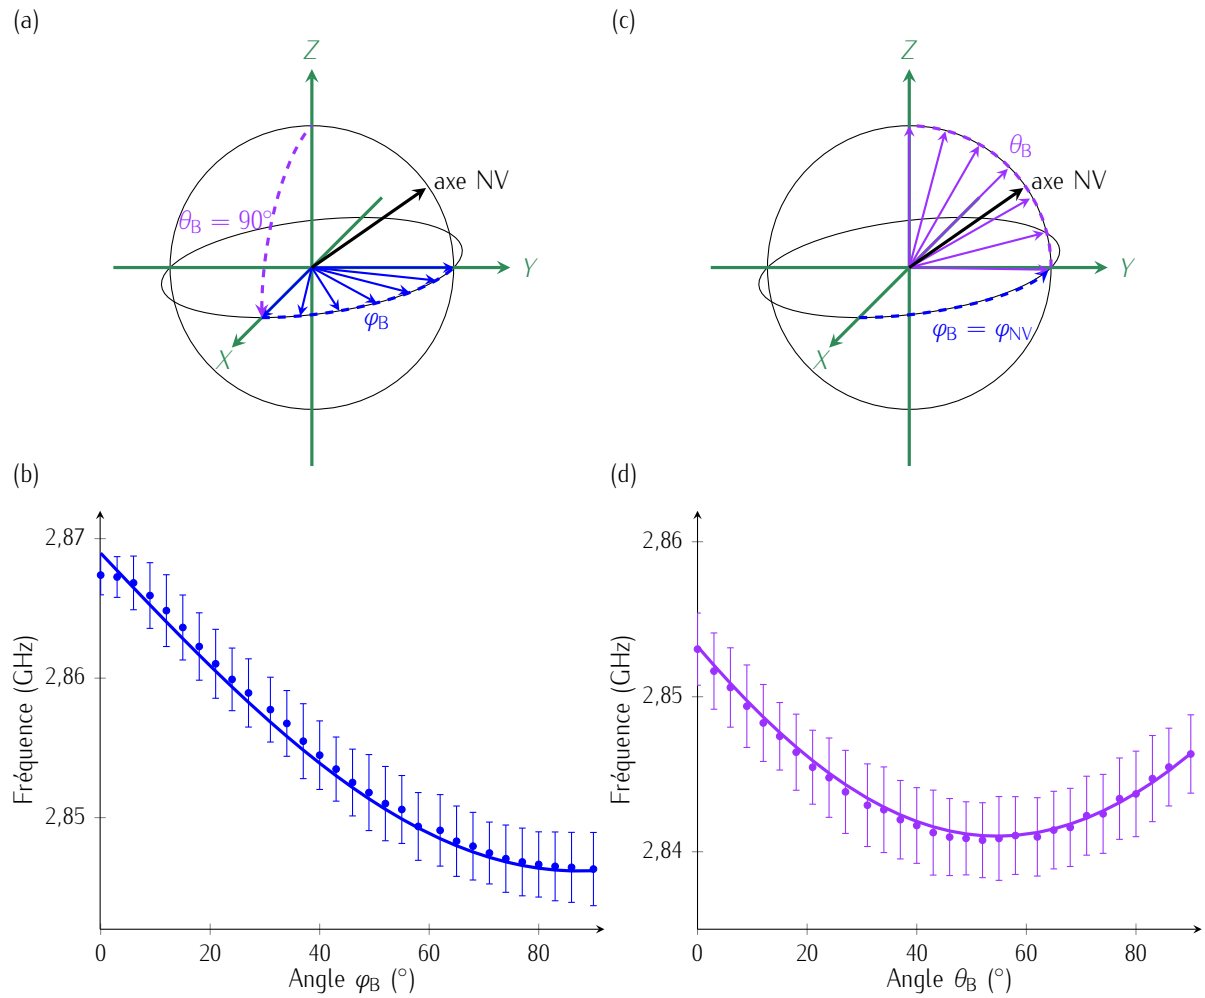 (a)
Z
axe NV
θB = 90°
Y
φB
X
(c)
Z
θB
axe NV
Y
φB = φNV
X
(b)
2,87
2,86
2,85
Fréquence (GHz)
0 20 40 60 80
Angle φB (°)
(d)
2,86
2,85
2,84
Fréquence (GHz)
0 20 40 60 80
Angle θB (°)